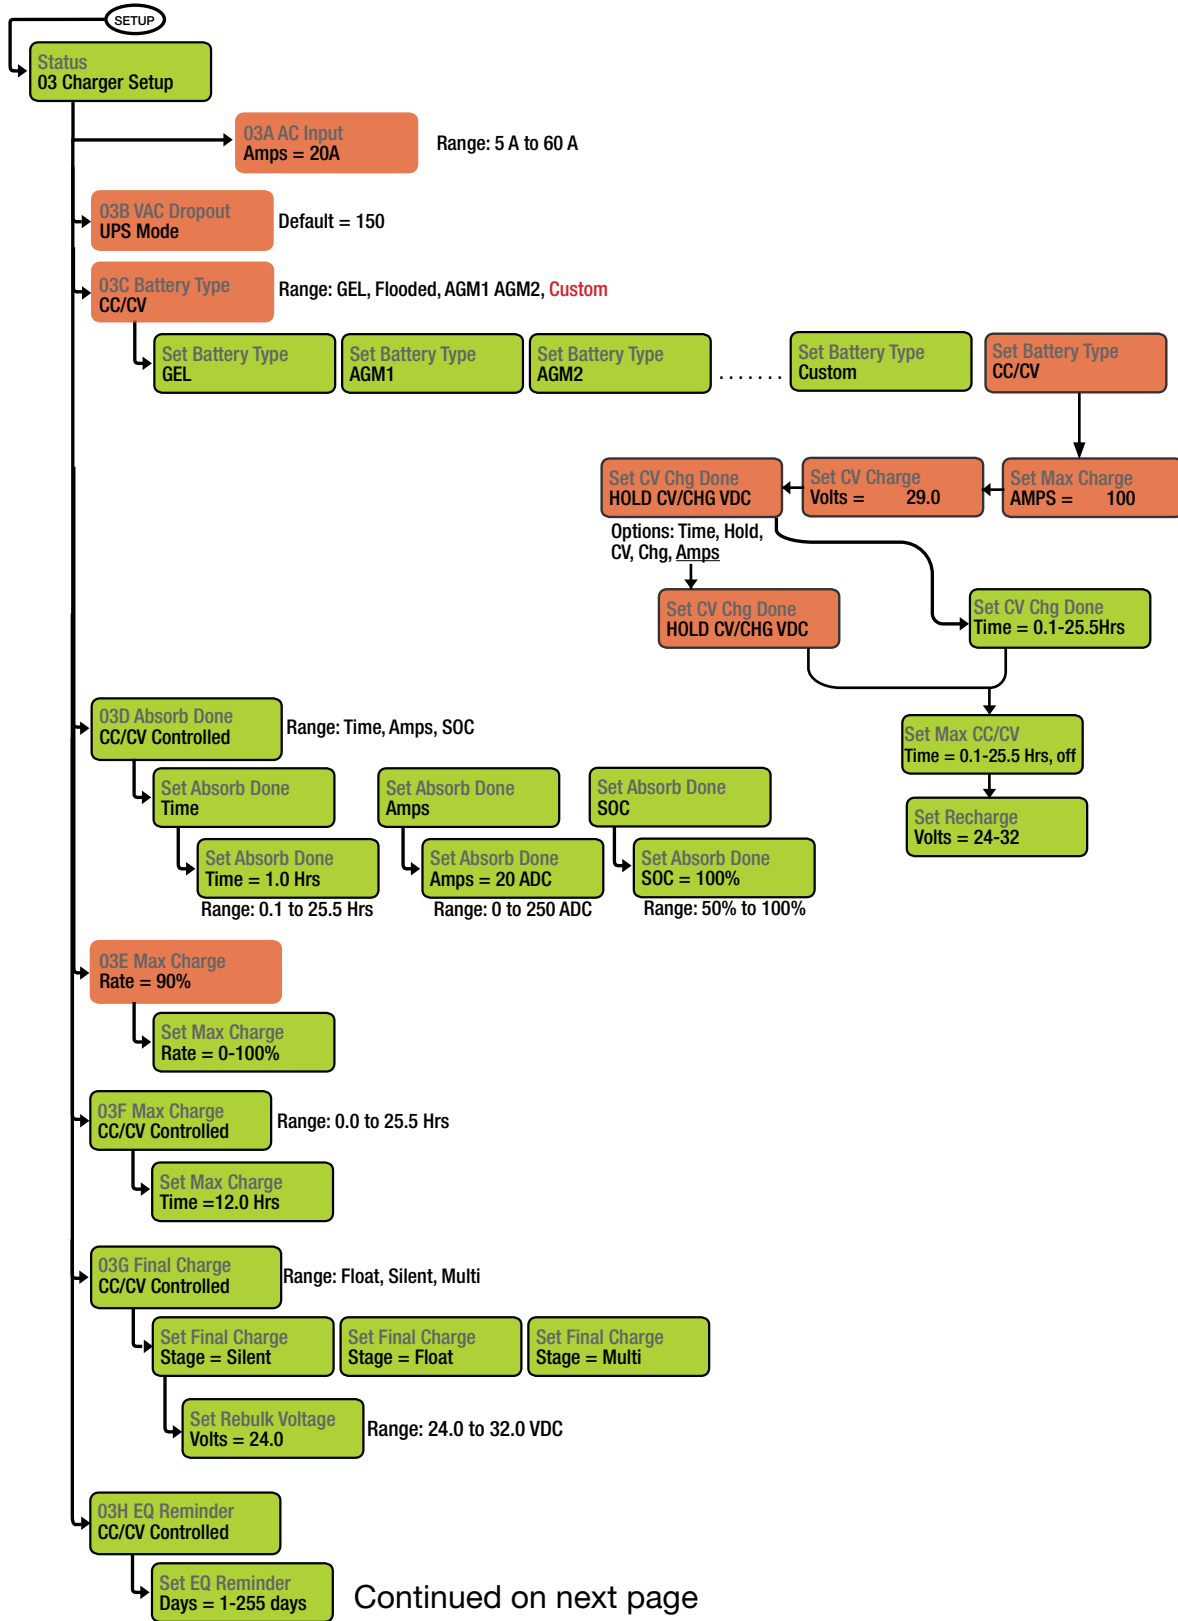 SETUP
Status
03 Charger Setup
03A AC Input
Amps = 20A
Range: 5 A to 60 A
03B VAC Dropout
UPS Mode
Default = 150
03C Battery Type
CC/CV
Range: GEL, Flooded, AGM1 AGM2, Custom
Set Battery Type
GEL
Set Battery Type
AGM1
Set Battery Type
AGM2
.......
Set Battery Type
Custom
Set Battery Type
CC/CV
Set CV Chg Done
HOLD CV/CHG VDC
Set CV Charge
Volts = 29.0
Set Max Charge
AMPS = 100
Options: Time, Hold,
CV, Chg, Amps
Set CV Chg Done
HOLD CV/CHG VDC
Set CV Chg Done
Time = 0.1-25.5Hrs
03D Absorb Done
CC/CV Controlled
Range: Time, Amps, SOC
Set Max CC/CV
Time = 0.1-25.5 Hrs, off
Set Absorb Done
Time
Set Absorb Done
Amps
Set Absorb Done
SOC
Set Recharge
Volts = 24-32
Set Absorb Done
Time = 1.0 Hrs
Range: 0.1 to 25.5 Hrs
Set Absorb Done
Amps = 20 ADC
Range: 0 to 250 ADC
Set Absorb Done
SOC = 100%
Range: 50% to 100%
03E Max Charge
Rate = 90%
Set Max Charge
Rate = 0-100%
03F Max Charge
CC/CV Controlled
Range: 0.0 to 25.5 Hrs
Set Max Charge
Time =12.0 Hrs
03G Final Charge
CC/CV Controlled
Range: Float, Silent, Multi
Set Final Charge
Stage = Silent
Set Final Charge
Stage = Float
Set Final Charge
Stage = Multi
Set Rebulk Voltage
Volts = 24.0
Range: 24.0 to 32.0 VDC
03H EQ Reminder
CC/CV Controlled
Set EQ Reminder
Days = 1-255 days
Continued on next page